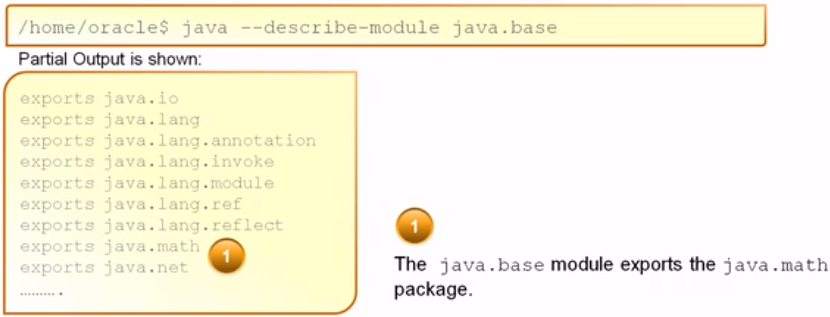 /home/oracle$ java --describe-module java.base
Partial Output is shown:
exports java.io
exports java.lang
exports java.lang.annotation
exports java.lang.invoke
exports java.lang.module
exports java.lang.ref
exports java.lang.reflect
exports java.math
exports java.net
..........
1
1
The java.base module exports the java.math
package.